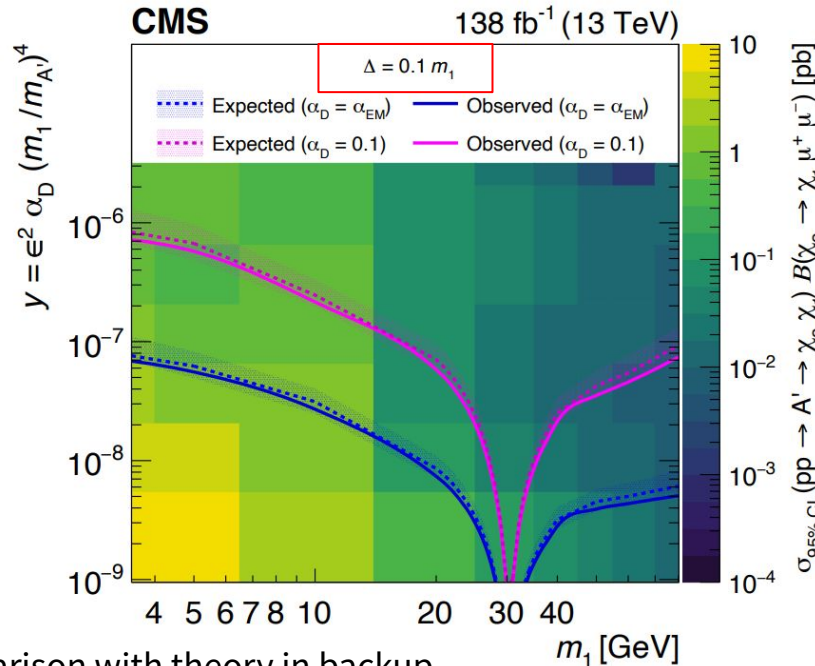 CMS 138 fb⁻¹ (13 TeV)
Δ = 0.1 m₁
Expected (α_D = α_EM) Observed (α_D = α_EM)
Expected (α_D = 0.1) Observed (α_D = 0.1)
y = ϵ² α_D (m₁ /m_A')⁴
10⁻⁶
10⁻⁷
10⁻⁸
10⁻⁹
4 5 6 7 8 10 20 30 40
m₁ [GeV]
10
1
10⁻¹
10⁻²
10⁻³
10⁻⁴
σ_95% CL (pp → A' → χ₂ χ₁) B(χ₂ → χ₁ μ⁺ μ⁻) [pb]
arison with theory in backup